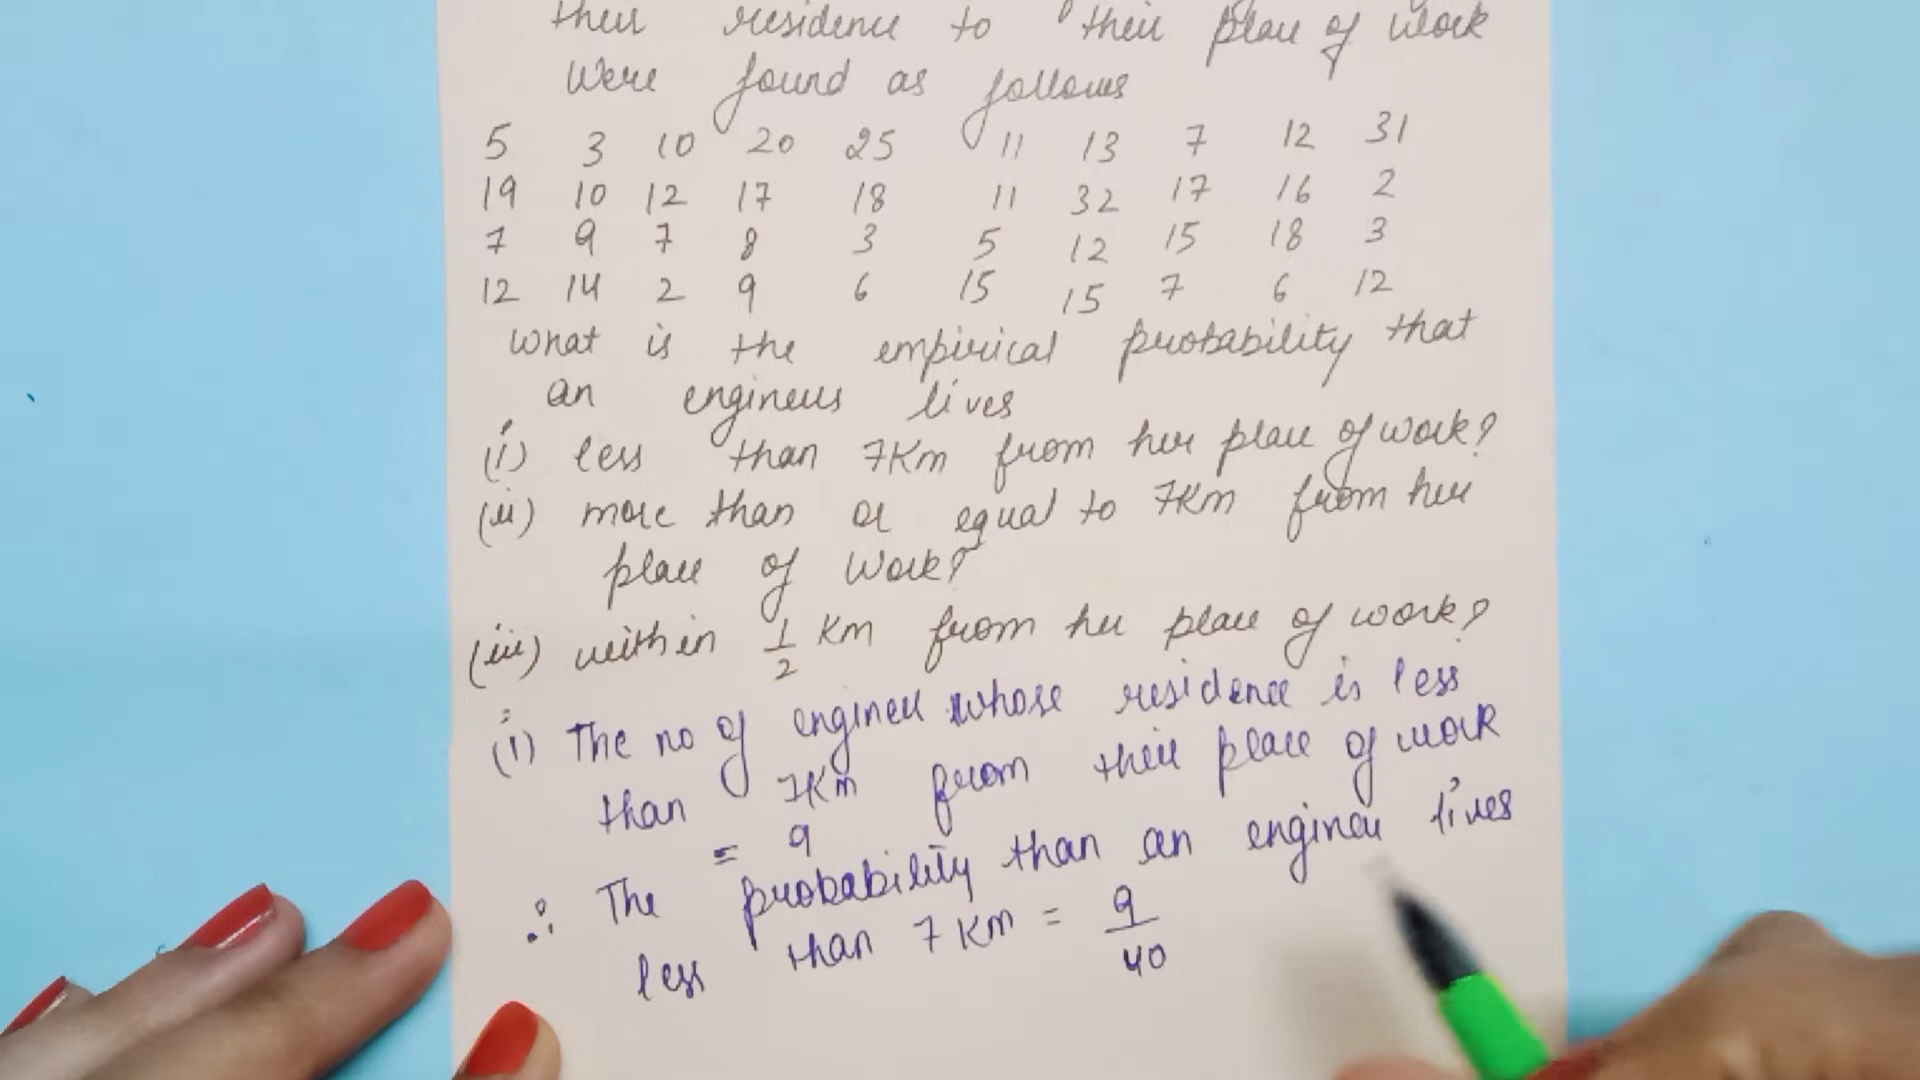 their residence to their place of work
were found as follows
5 3 10 20 25 11 13 7 12 31
19 10 12 17 18 11 32 17 16 2
7 9 7 8 3 5 12 15 18 3
12 14 2 9 6 15 15 7 6 12
what is the empirical probability that
an engineers lives
(i) less than 7Km from her place of work?
(ii) more than or equal to 7Km from her
place of work?
(iii) within 1/2 Km from her place of work?
(i) The no of engineer whose residence is less
than 7Km from their place of work
= 9
∴ The probability than an engineer lives
less than 7 Km = 9/40